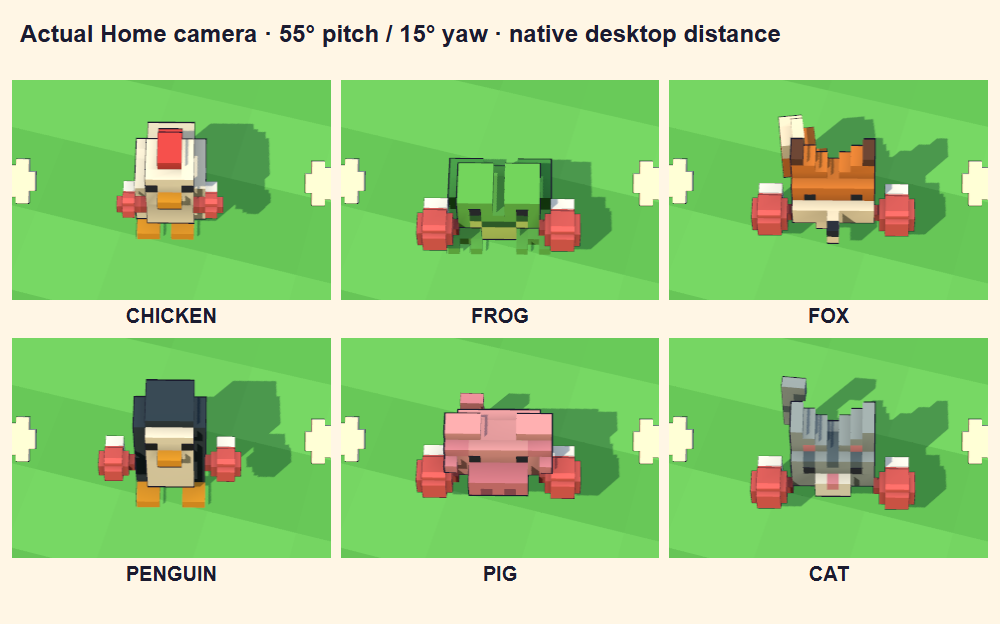 Actual Home camera · 55° pitch / 15° yaw · native desktop distance
CHICKEN
FROG
FOX
PENGUIN
PIG
CAT